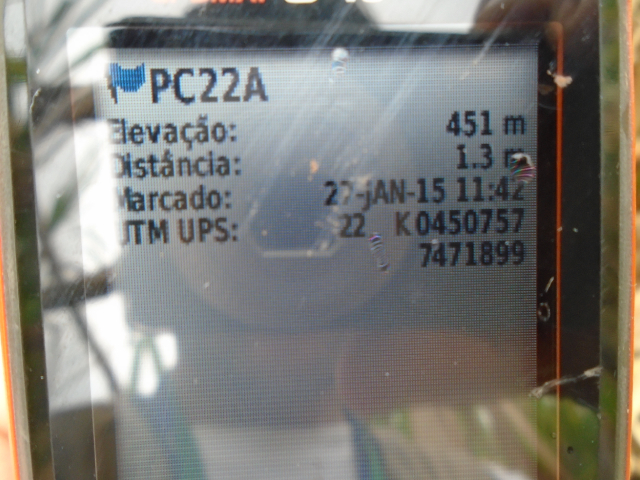 PC22A
Elevação: 451 m
Distância: 1.3 m
Marcado: 27-JAN-15 11:42
UTM UPS: 22 K 0450757
7471899